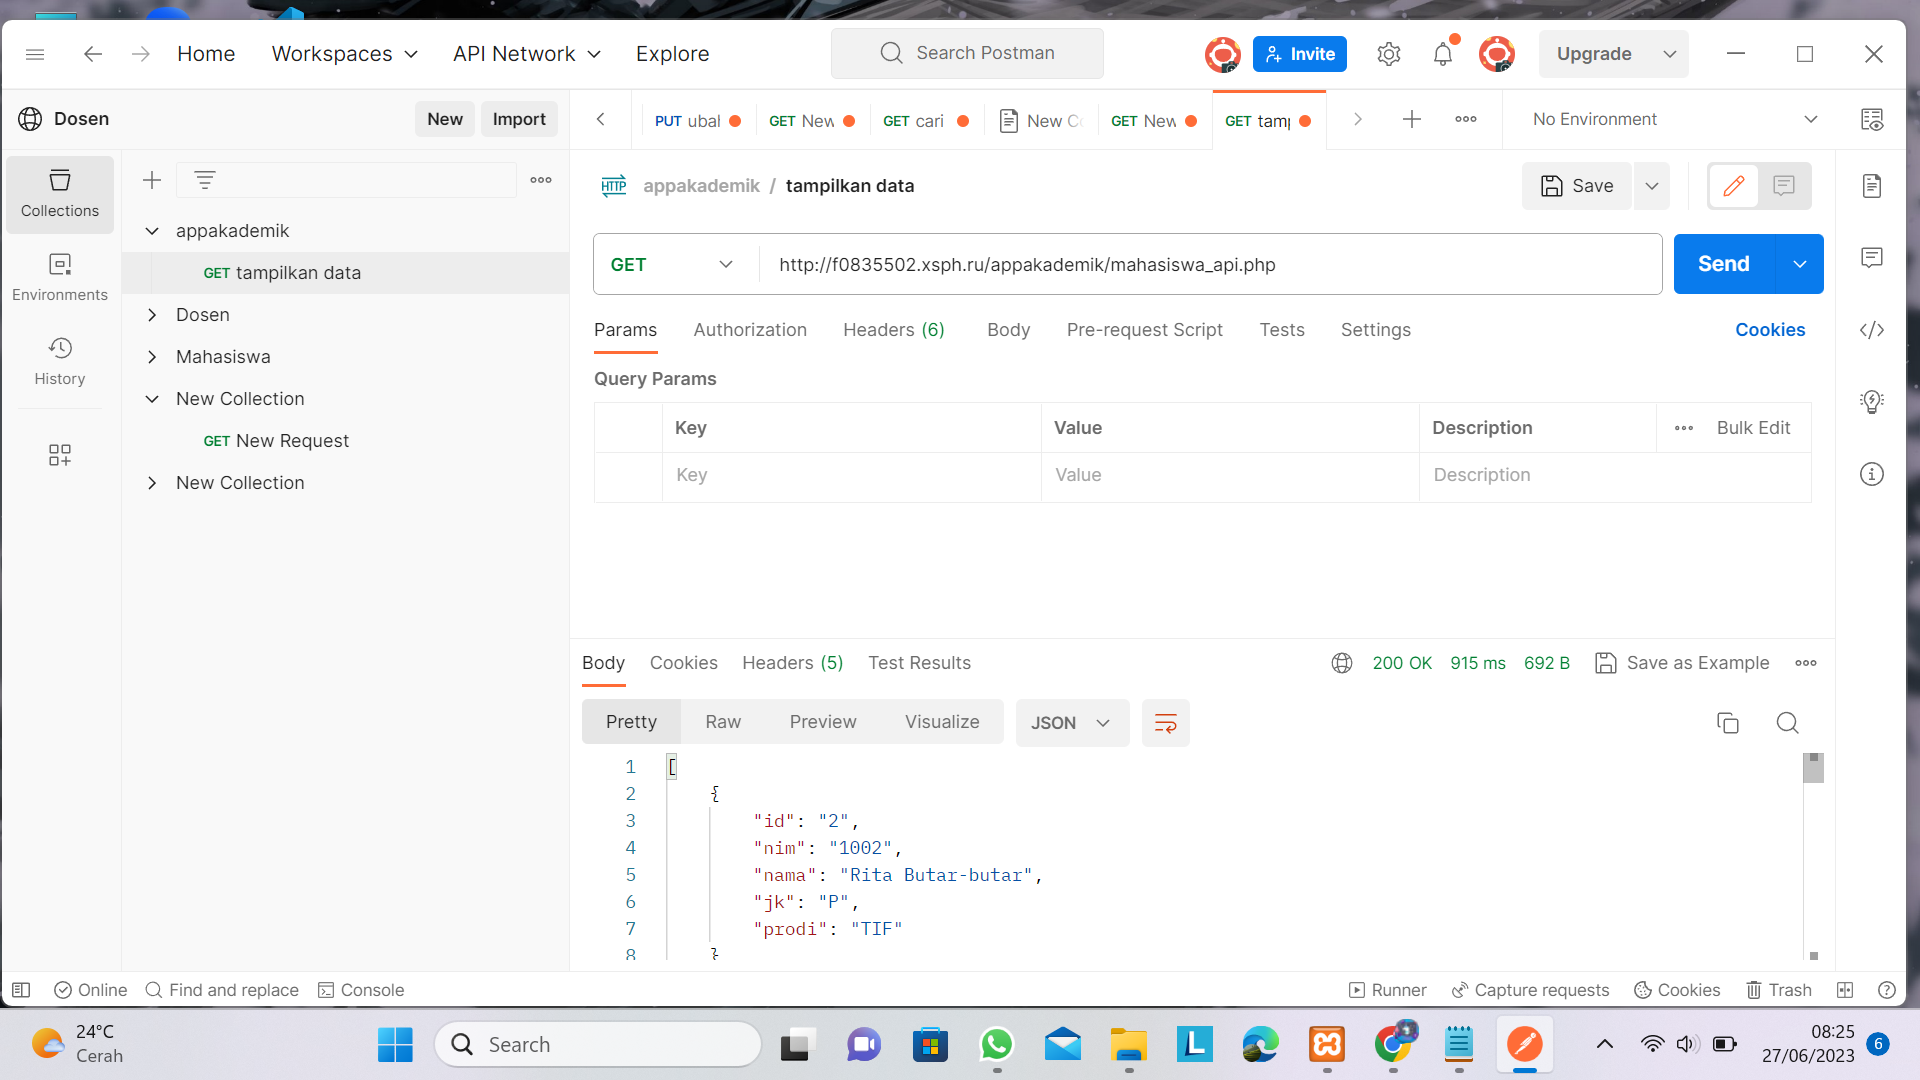 Home
Workspaces
API Network
Explore
Search Postman
Invite
Upgrade
Dosen
New
Import
PUT ubal
GET New
GET cari
New Co
GET New
GET tamp
No Environment
Collections
Environments
History
appakademik
GET tampilkan data
Dosen
Mahasiswa
New Collection
GET New Request
New Collection
HTTP appakademik / tampilkan data
Save
GET
http://f0835502.xsph.ru/appakademik/mahasiswa_api.php
Send
Params
Authorization
Headers (6)
Body
Pre-request Script
Tests
Settings
Cookies
Query Params
Key
Value
Description
Bulk Edit
Key
Value
Description
Body
Cookies
Headers (5)
Test Results
200 OK
915 ms
692 B
Save as Example
Pretty
Raw
Preview
Visualize
JSON
1 [
2 {
3 "id": "2",
4 "nim": "1002",
5 "nama": "Rita Butar-butar",
6 "jk": "P",
7 "prodi": "TIF"
8 }
Online
Find and replace
Console
Runner
Capture requests
Cookies
Trash
24°C
Cerah
Search
L
08:25
27/06/2023
6